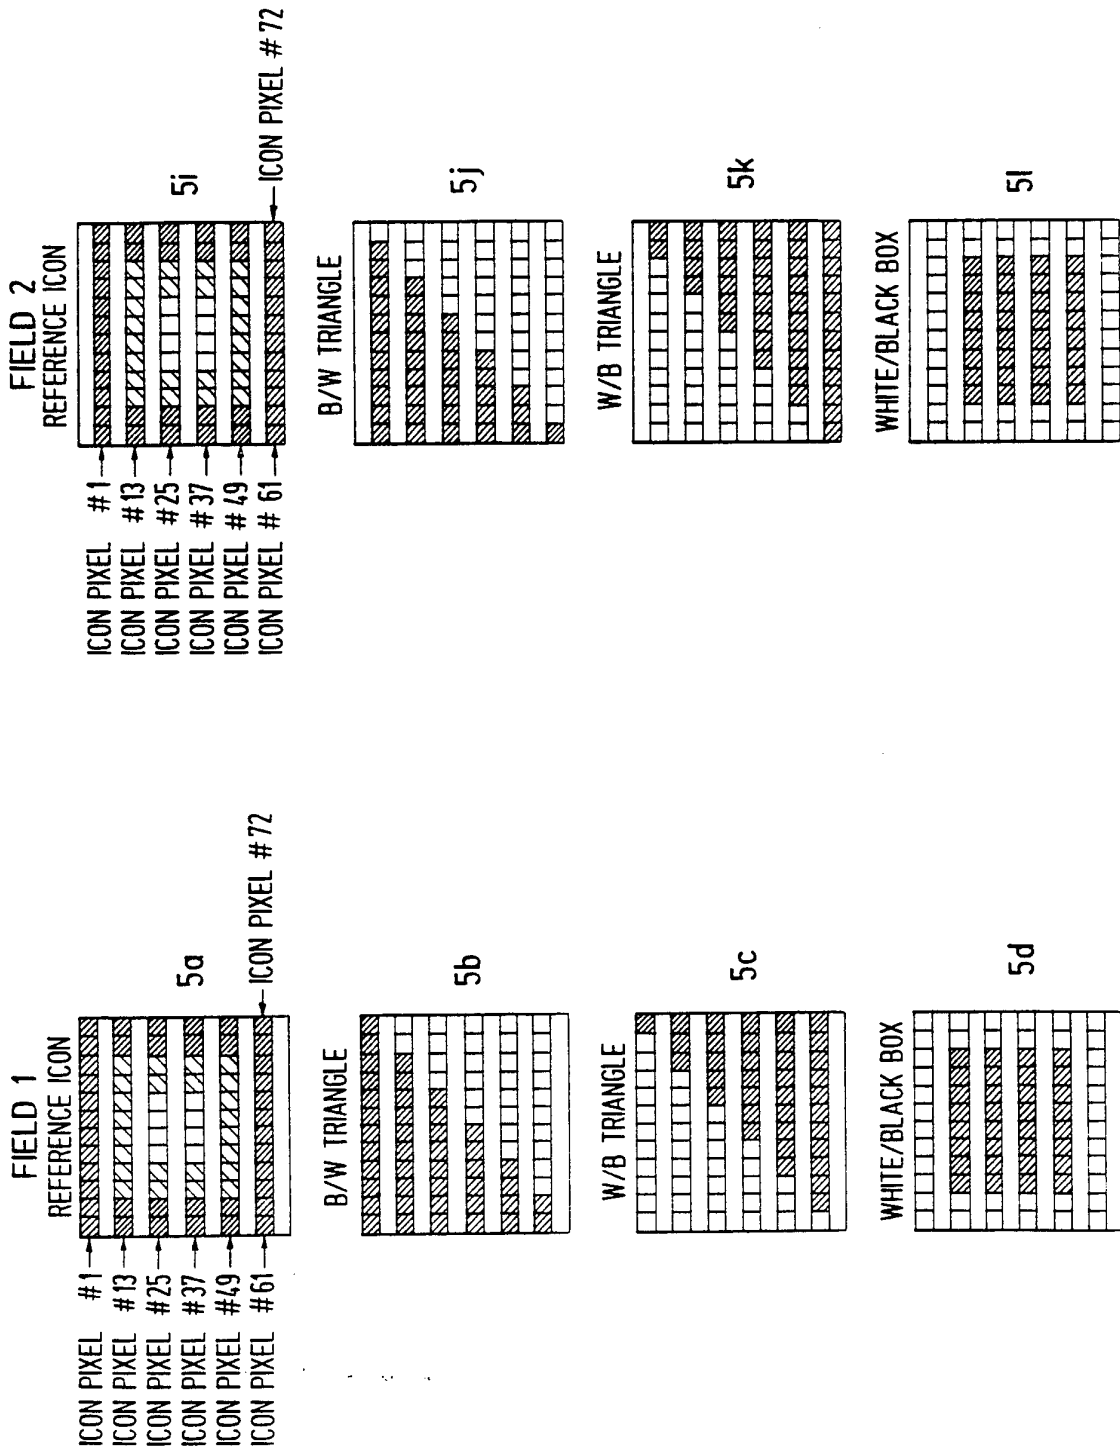 FIELD 1
REFERENCE ICON
ICON PIXEL #1
ICON PIXEL #13
ICON PIXEL #25
ICON PIXEL #37
ICON PIXEL #49
ICON PIXEL #61
5a
ICON PIXEL #72
B/W TRIANGLE
5b
W/B TRIANGLE
5c
WHITE/BLACK BOX
5d
FIELD 2
REFERENCE ICON
ICON PIXEL #1
ICON PIXEL #13
ICON PIXEL #25
ICON PIXEL #37
ICON PIXEL #49
ICON PIXEL #61
5i
ICON PIXEL #72
B/W TRIANGLE
5j
W/B TRIANGLE
5k
WHITE/BLACK BOX
5l